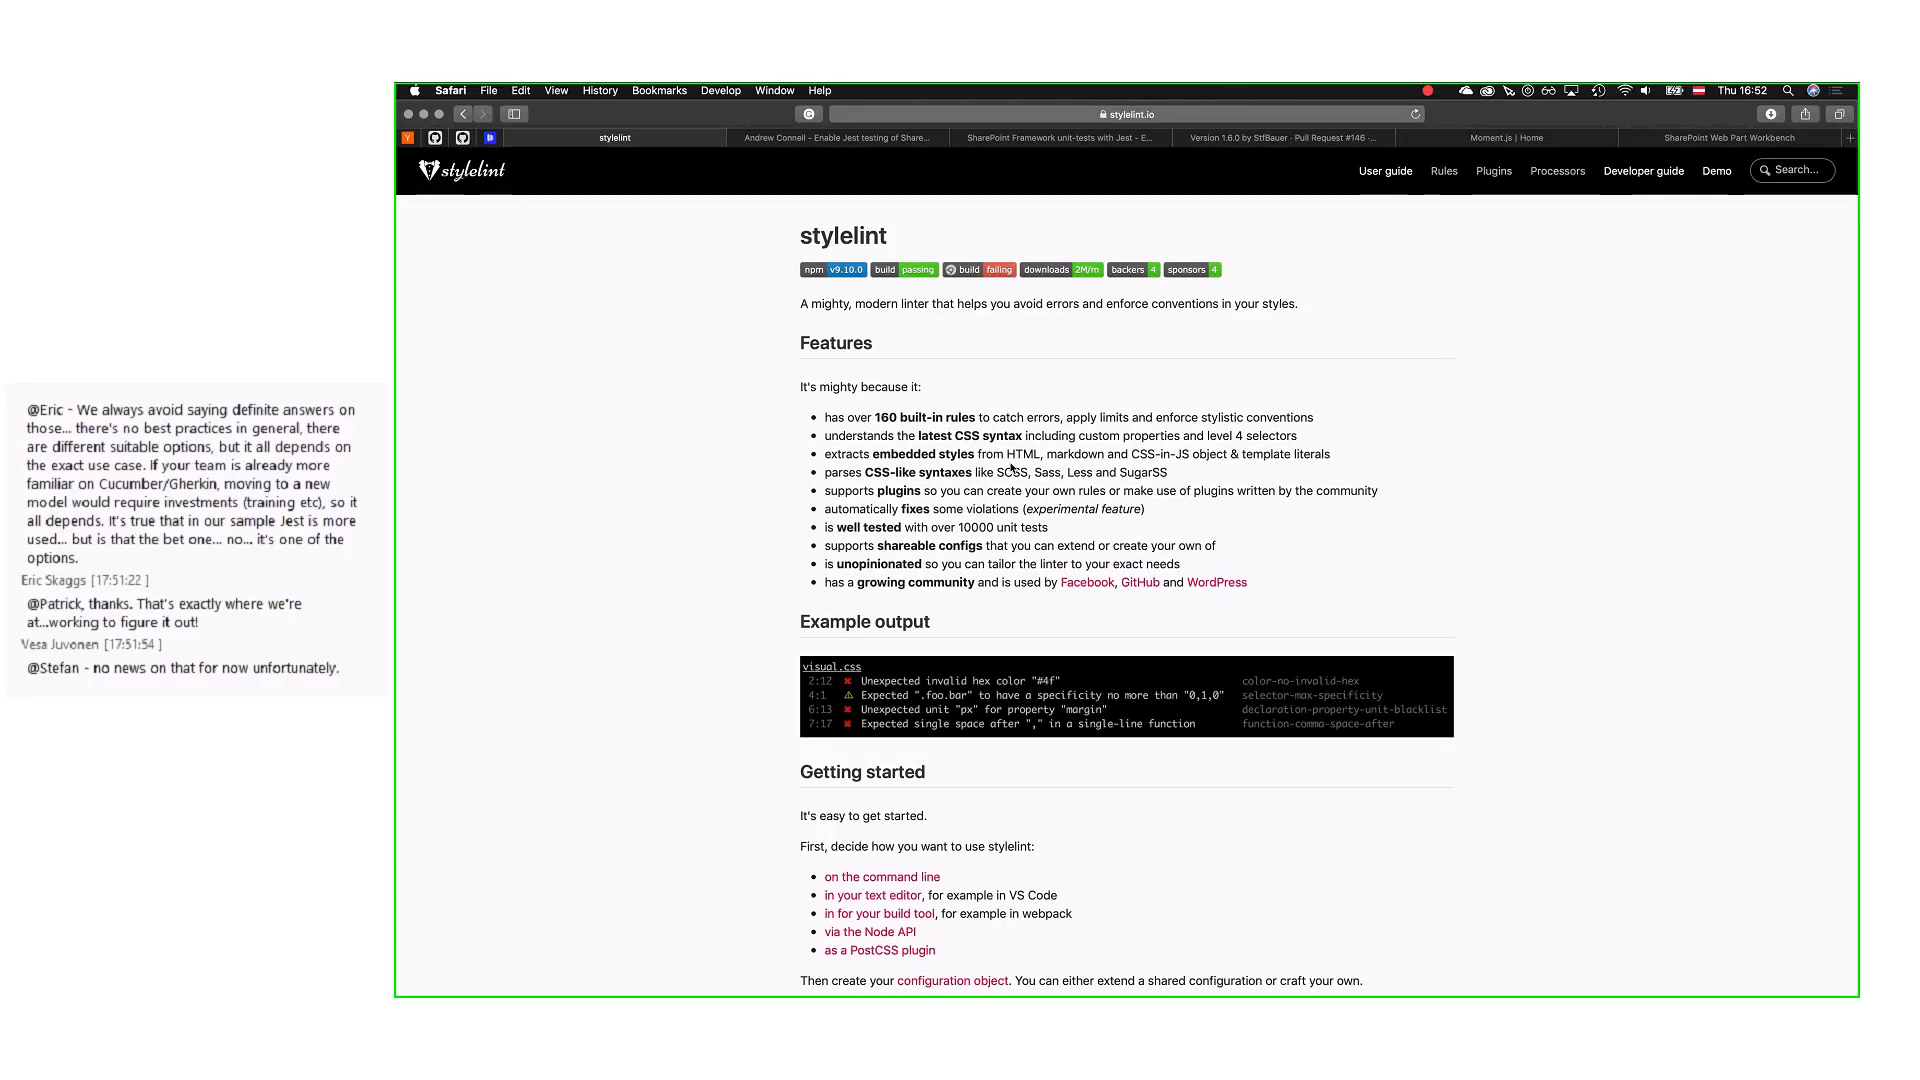 @Eric - We always avoid saying definite answers on
those... there's no best practices in general, there
are different suitable options, but it all depends on
the exact use case. If your team is already more
familiar on Cucumber/Gherkin, moving to a new
model would require investments (training etc), so it
all depends. It's true that in our sample Jest is more
used... but is that the bet one... no... it's one of the
options.
Eric Skaggs [17:51:22 ]
@Patrick, thanks. That's exactly where we're
at...working to figure it out!
Vesa Juvonen [17:51:54 ]
@Stefan - no news on that for now unfortunately.
Safari File Edit View History Bookmarks Develop Window Help Thu 16:52
stylelint.io
stylelint Andrew Connell - Enable Jest testing of Share... SharePoint Framework unit-tests with Jest - E... Version 1.6.0 by StfBauer · Pull Request #146 -... Moment.js | Home SharePoint Web Part Workbench
stylelint User guide Rules Plugins Processors Developer guide Demo Search...
stylelint
npm v9.10.0 build passing build failing downloads 2M/m backers 4 sponsors 4
A mighty, modern linter that helps you avoid errors and enforce conventions in your styles.
Features
It's mighty because it:
• has over 160 built-in rules to catch errors, apply limits and enforce stylistic conventions
• understands the latest CSS syntax including custom properties and level 4 selectors
• extracts embedded styles from HTML, markdown and CSS-in-JS object & template literals
• parses CSS-like syntaxes like SCSS, Sass, Less and SugarSS
• supports plugins so you can create your own rules or make use of plugins written by the community
• automatically fixes some violations (experimental feature)
• is well tested with over 10000 unit tests
• supports shareable configs that you can extend or create your own of
• is unopinionated so you can tailor the linter to your exact needs
• has a growing community and is used by Facebook, GitHub and WordPress
Example output
visual.css
2:12 ✖ Unexpected invalid hex color "#4f" color-no-invalid-hex
4:1 ⚠ Expected ".foo.bar" to have a specificity no more than "0,1,0" selector-max-specificity
6:13 ✖ Unexpected unit "px" for property "margin" declaration-property-unit-blacklist
7:17 ✖ Expected single space after "," in a single-line function function-comma-space-after
Getting started
It's easy to get started.
First, decide how you want to use stylelint:
• on the command line
• in your text editor, for example in VS Code
• in for your build tool, for example in webpack
• via the Node API
• as a PostCSS plugin
Then create your configuration object. You can either extend a shared configuration or craft your own.